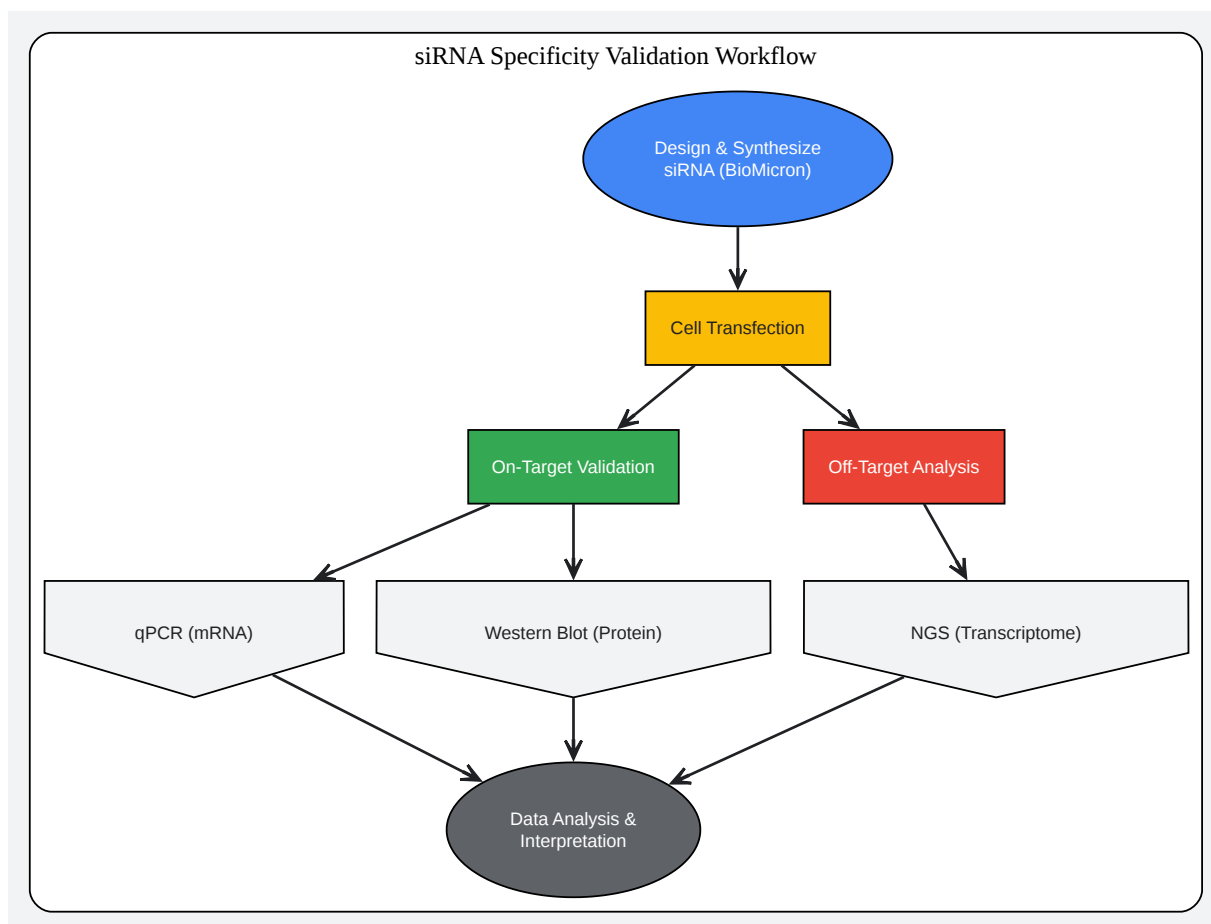 siRNA Specificity Validation Workflow
Design & Synthesize
siRNA (BioMicron)
Cell Transfection
On-Target Validation
Off-Target Analysis
qPCR (mRNA)
Western Blot (Protein)
NGS (Transcriptome)
Data Analysis &
Interpretation